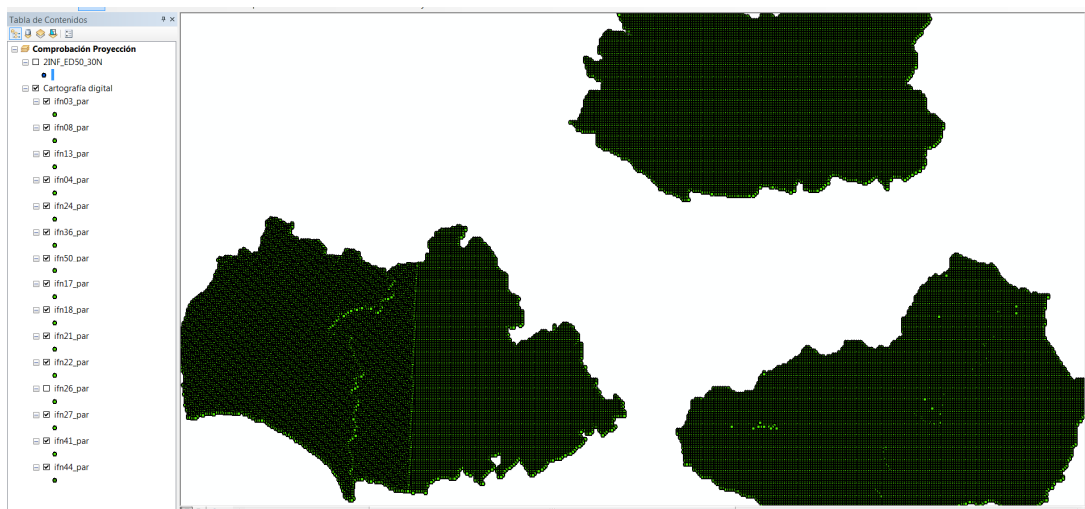 Tabla de Contenidos
Comprobación Proyección
2INF_ED50_30N
Cartografía digital
ifn03_par
ifn08_par
ifn13_par
ifn04_par
ifn24_par
ifn36_par
ifn50_par
ifn17_par
ifn18_par
ifn21_par
ifn22_par
ifn26_par
ifn27_par
ifn41_par
ifn44_par